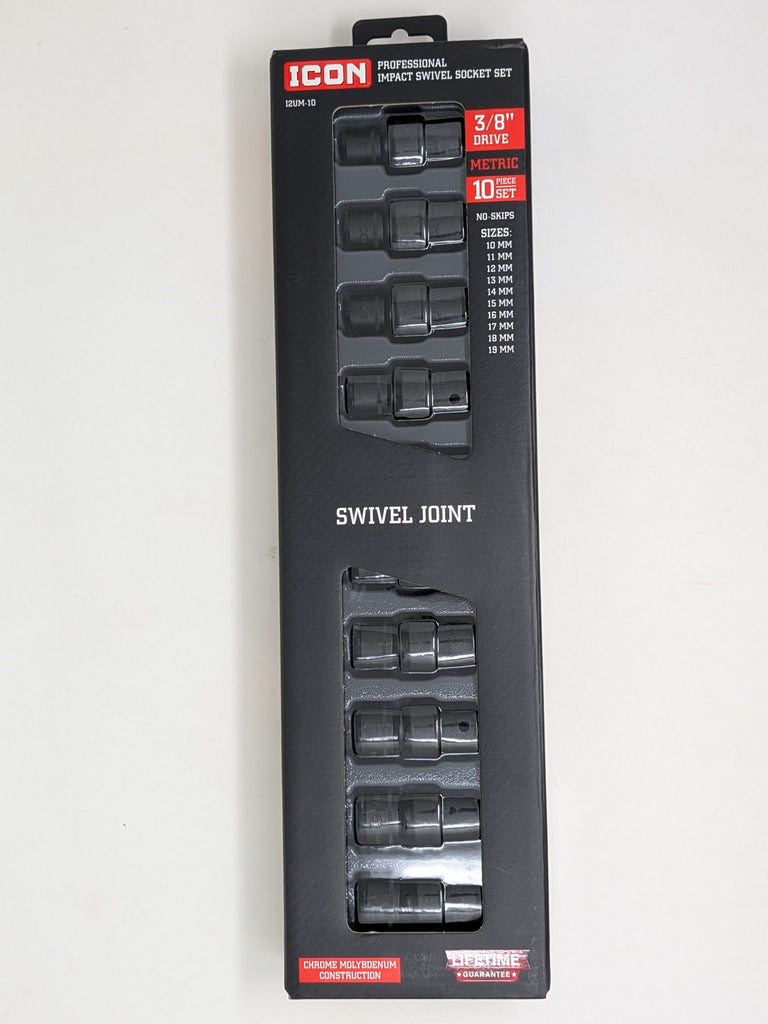 ICON
PROFESSIONAL
IMPACT SWIVEL SOCKET SET
12UM-10
3/8"
DRIVE
METRIC
10 PIECE SET
NO-SKIPS
SIZES:
10 MM
11 MM
12 MM
13 MM
14 MM
15 MM
16 MM
17 MM
18 MM
19 MM
SWIVEL JOINT
CHROME MOLYBDENUM
CONSTRUCTION
LIFETIME
GUARANTEE